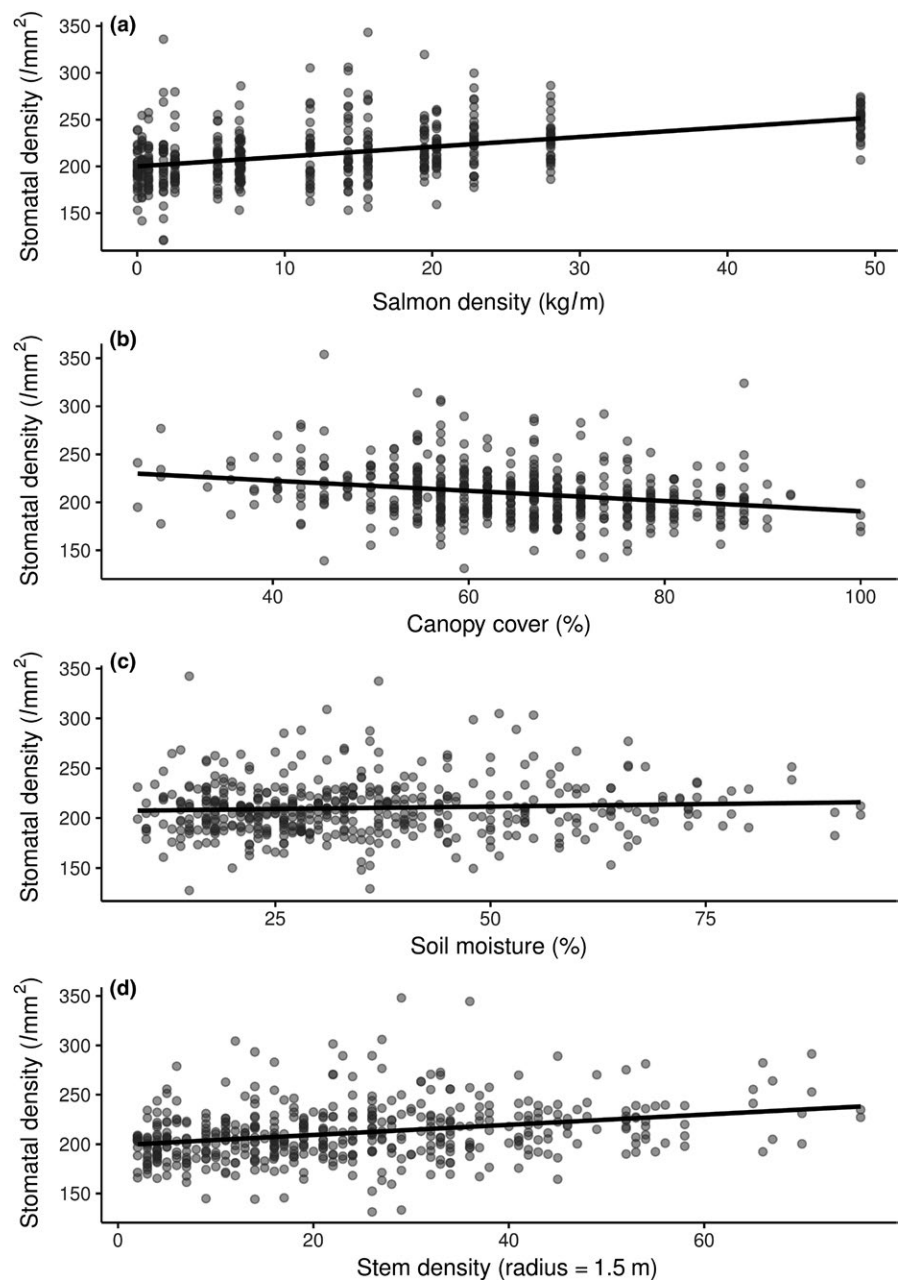 (a)
Stomatal density (/mm²)
350
300
250
200
150
0 10 20 30 40 50
Salmon density (kg/m)
(b)
Stomatal density (/mm²)
350
300
250
200
150
40 60 80 100
Canopy cover (%)
(c)
Stomatal density (/mm²)
350
300
250
200
150
25 50 75
Soil moisture (%)
(d)
Stomatal density (/mm²)
350
300
250
200
150
0 20 40 60
Stem density (radius = 1.5 m)